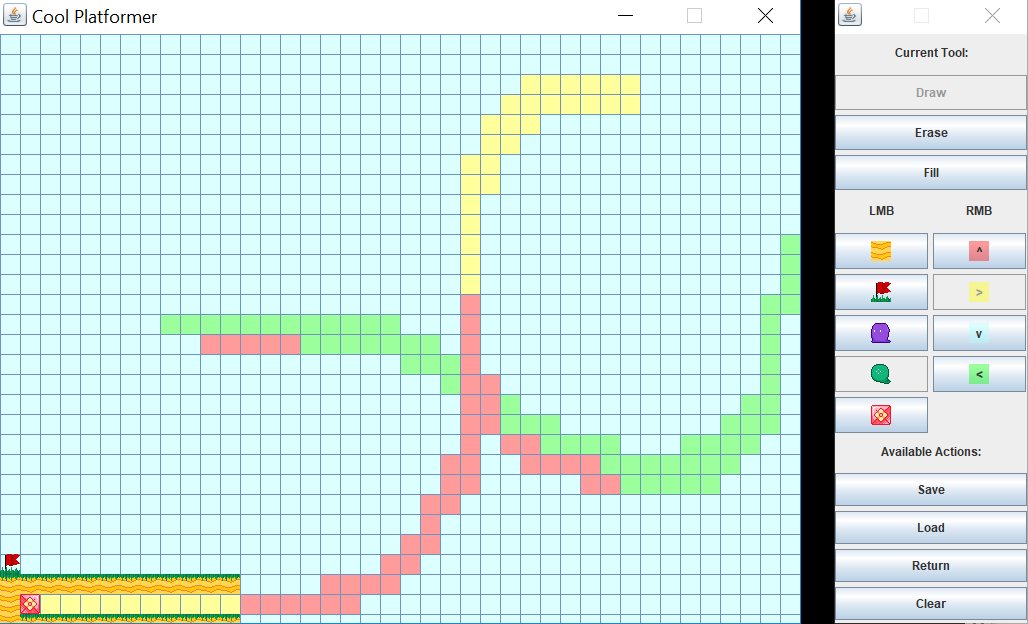 Cool Platformer
Current Tool:
Draw
Erase
Fill
LMB RMB
^
>
v
<
Available Actions:
Save
Load
Return
Clear